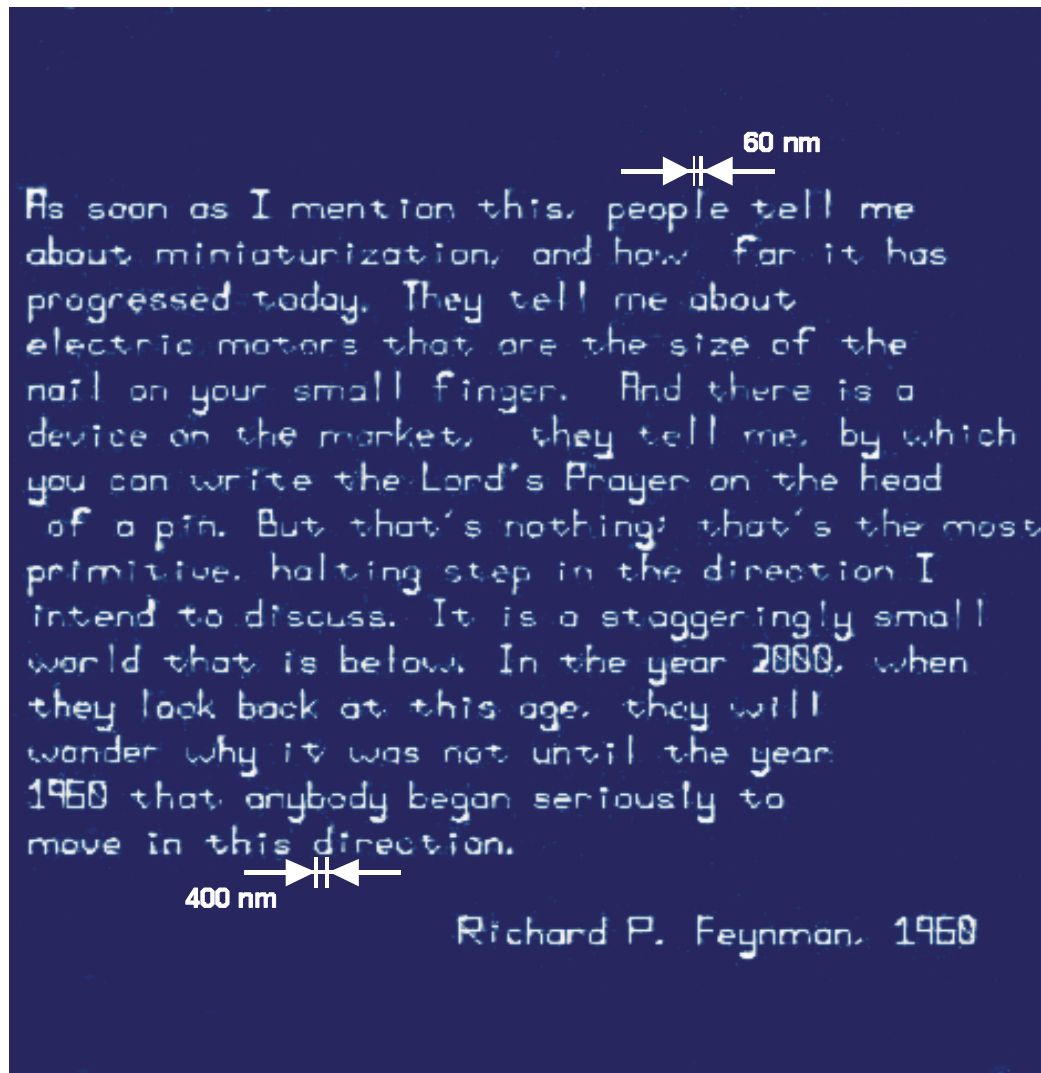 60 nm
As soon as I mention this, people tell me
about miniaturization, and how far it has
progressed today. They tell me about
electric motors that are the size of the
nail on your small finger. And there is a
device on the market, they tell me, by which
you can write the Lord's Prayer on the head
of a pin. But that's nothing; that's the most
primitive, halting step in the direction I
intend to discuss. It is a staggeringly small
world that is below. In the year 2000, when
they look back at this age, they will
wonder why it was not until the year
1960 that anybody began seriously to
move in this direction.
400 nm
Richard P. Feynman, 1960